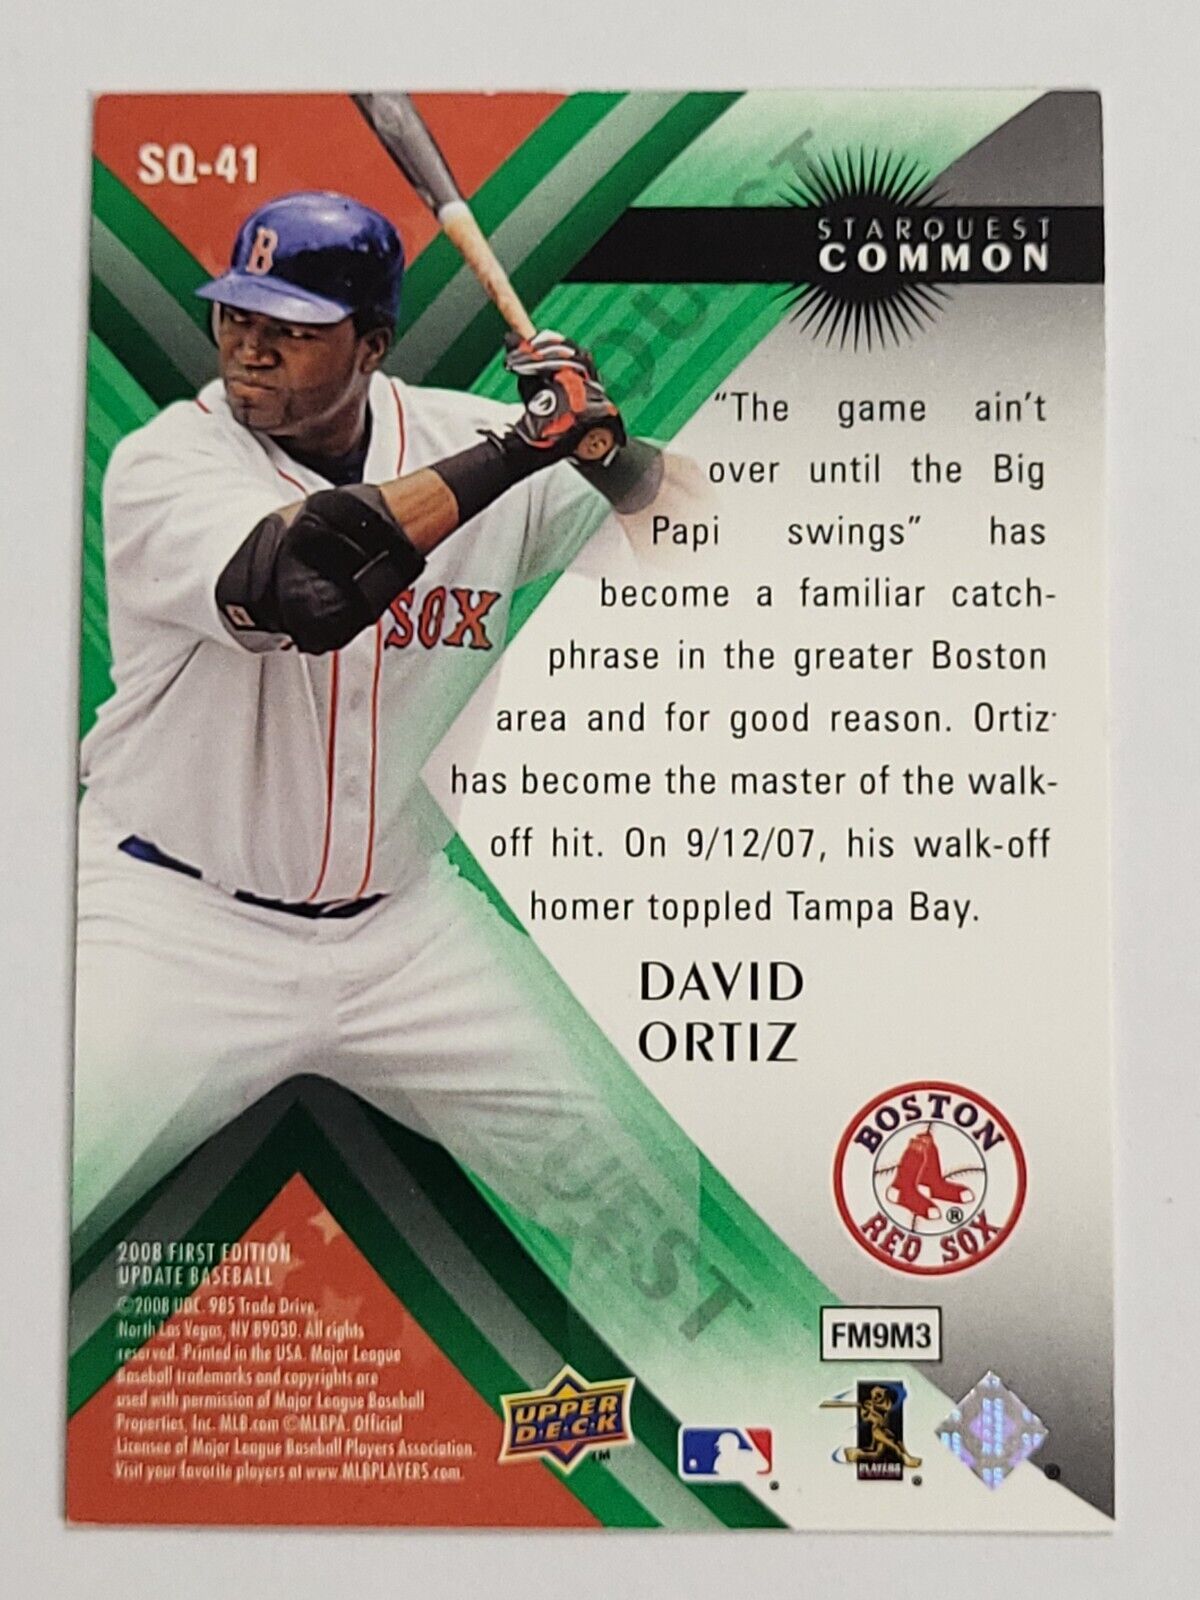 SQ-41
STARQUEST
COMMON
QUEST
B
SOX
"The game ain't
over until the Big
Papi swings" has
become a familiar catch-
phrase in the greater Boston
area and for good reason. Ortiz
has become the master of the walk-
off hit. On 9/12/07, his walk-off
homer toppled Tampa Bay.
DAVID
ORTIZ
BOSTON
RED SOX
®
QUEST
2008 FIRST EDITION
UPDATE BASEBALL
©2008 UDC. 985 Trade Drive,
North Las Vegas, NV 89030. All rights
reserved. Printed in the USA. Major League
Baseball trademarks and copyrights are
used with permission of Major League Baseball
Properties, Inc. MLB.com ©MLBPA. Official
Licensee of Major League Baseball Players Association.
Visit your favorite players at www.MLBPLAYERS.com.
UPPER
DECK
TM
FM9M3
PLAYERS